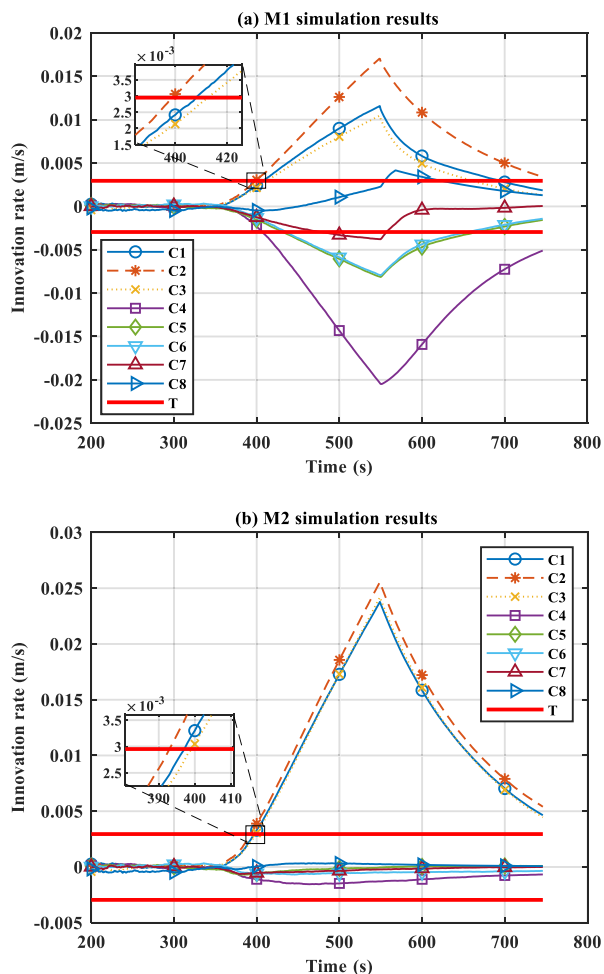 (a) M1 simulation results
0.02
0.015
0.01
0.005
0
-0.005
-0.01
-0.015
-0.02
-0.025
Innovation rate (m/s)
× 10⁻³
4
3.5
3
2.5
2
1.5
400
420
C1
C2
C3
C4
C5
C6
C7
C8
T
200
300
400
500
600
700
800
Time (s)
(b) M2 simulation results
0.03
0.025
0.02
0.015
0.01
0.005
0
-0.005
Innovation rate (m/s)
× 10⁻³
3.5
3
2.5
390
400
410
C1
C2
C3
C4
C5
C6
C7
C8
T
200
300
400
500
600
700
800
Time (s)